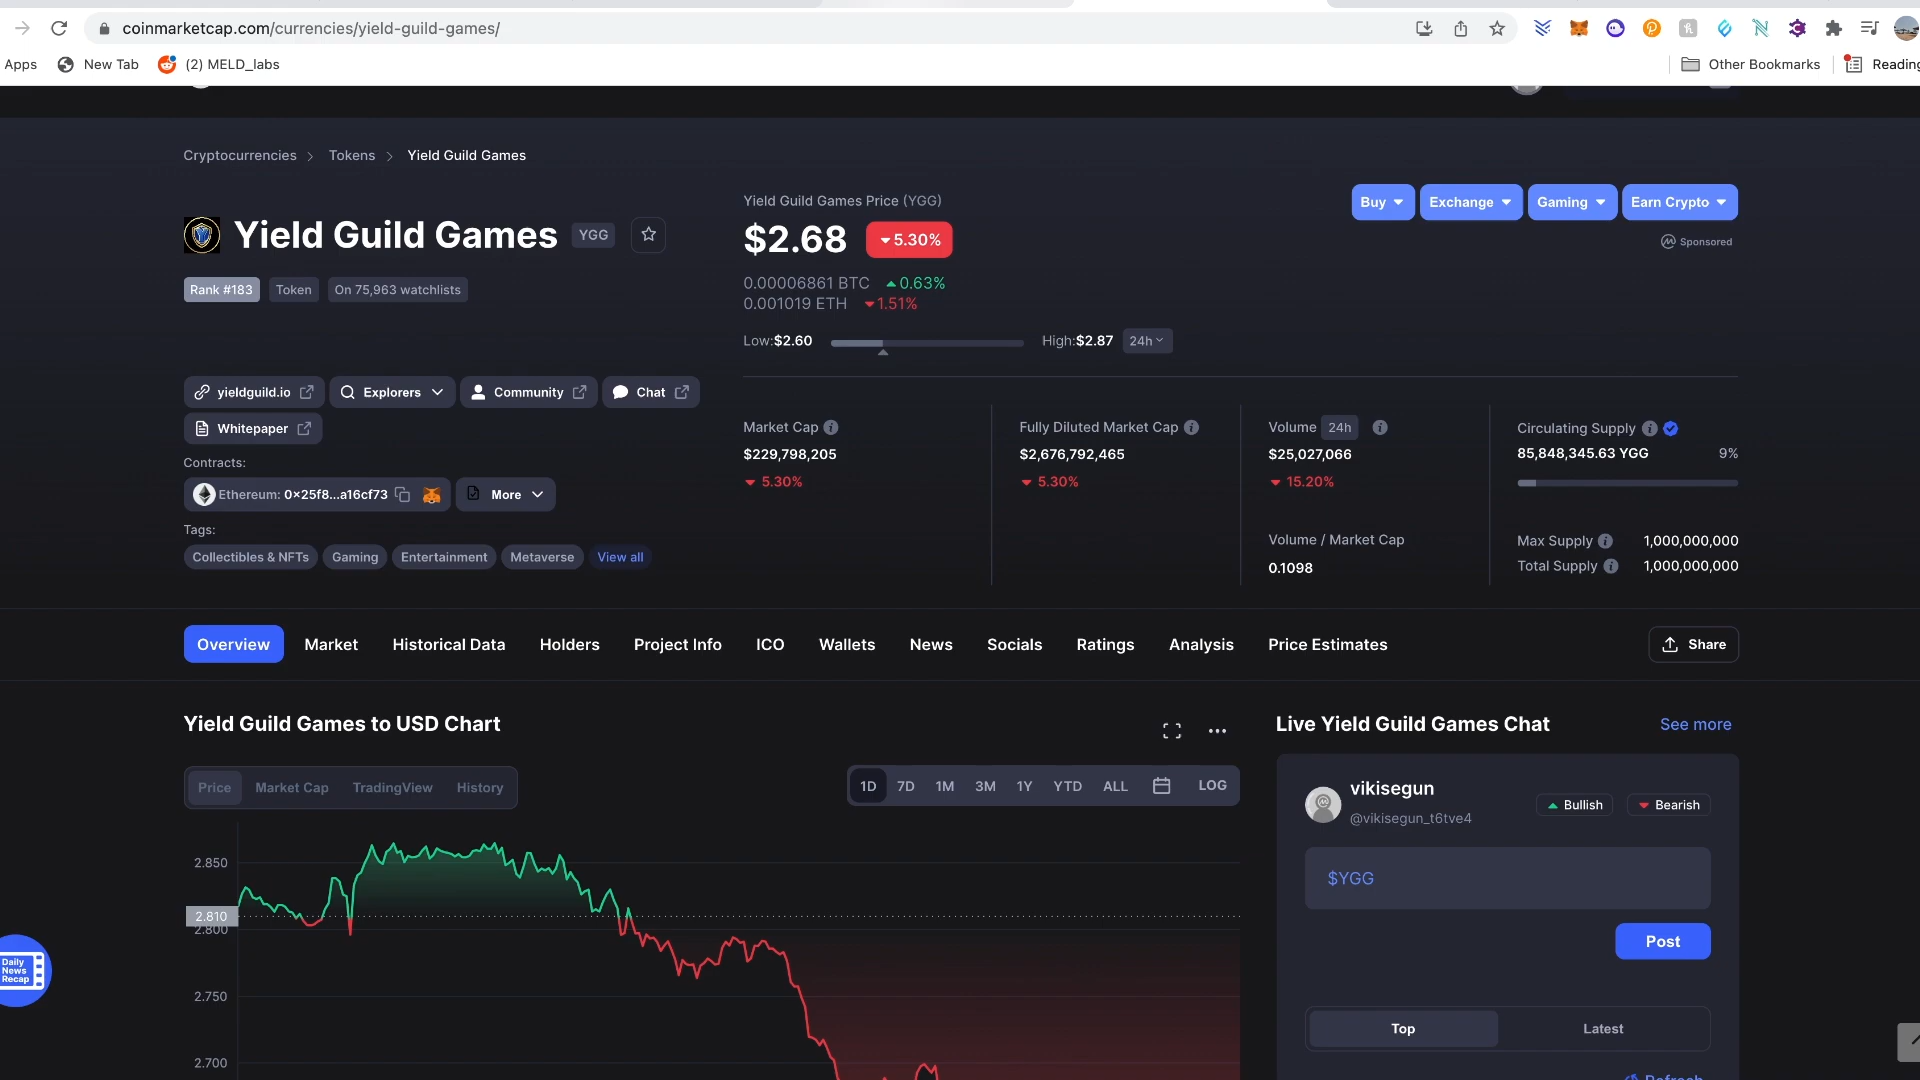 coinmarketcap.com/currencies/yield-guild-games/
Apps New Tab (2) MELD_labs Other Bookmarks Reading
Cryptocurrencies > Tokens > Yield Guild Games
Yield Guild Games YGG
Rank #183 Token On 75,963 watchlists
Yield Guild Games Price (YGG)
$2.68 5.30%
0.00006861 BTC 0.63%
0.001019 ETH 1.51%
Low:$2.60 High:$2.87 24h
Buy Exchange Gaming Earn Crypto
Sponsored
yieldguild.io Explorers Community Chat
Whitepaper
Contracts:
Ethereum: 0x25f8...a16cf73 More
Tags:
Collectibles & NFTs Gaming Entertainment Metaverse View all
Market Cap
$229,798,205
5.30%
Fully Diluted Market Cap
$2,676,792,465
5.30%
Volume 24h
$25,027,066
15.20%
Volume / Market Cap
0.1098
Circulating Supply
85,848,345.63 YGG 9%
Max Supply 1,000,000,000
Total Supply 1,000,000,000
Overview Market Historical Data Holders Project Info ICO Wallets News Socials Ratings Analysis Price Estimates Share
Yield Guild Games to USD Chart
Price Market Cap TradingView History
1D 7D 1M 3M 1Y YTD ALL LOG
2.850
2.810
2.800
2.750
2.700
Daily
News
Recap
Live Yield Guild Games Chat See more
vikisegun
@vikisegun_t6tve4
Bullish Bearish
$YGG
Post
Top Latest
Refresh